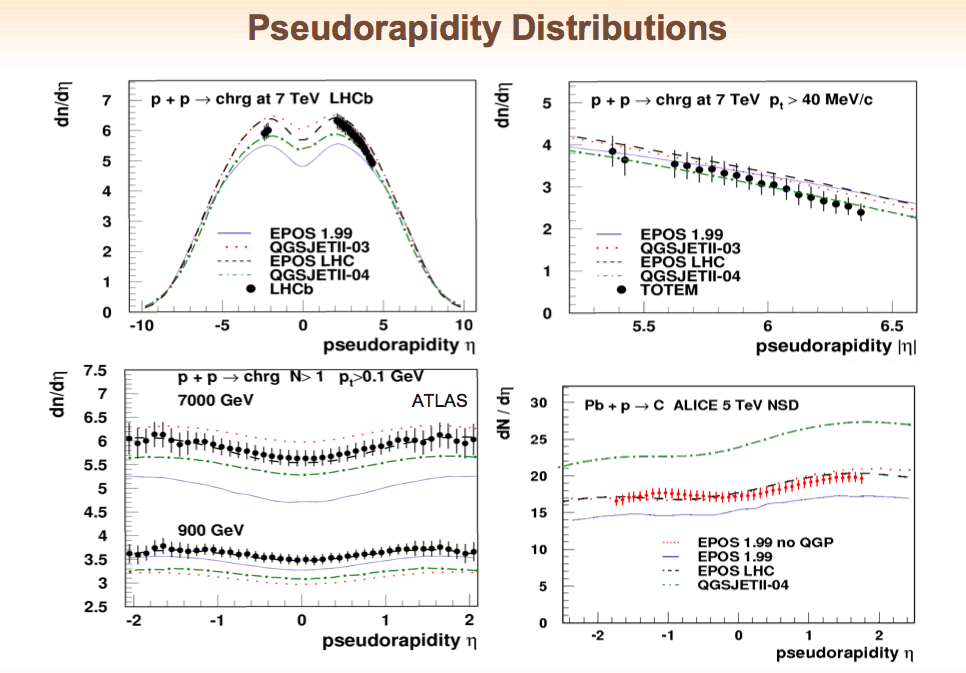 Pseudorapidity Distributions
dn/dη
p + p → chrg at 7 TeV LHCb
7
6
5
4
3
2
1
0
EPOS 1.99
QGSJETII-03
EPOS LHC
QGSJETII-04
LHCb
-10 -5 0 5 10
pseudorapidity η
dn/dη
p + p → chrg at 7 TeV pt > 40 MeV/c
5
4
3
2
1
0
EPOS 1.99
QGSJETII-03
EPOS LHC
QGSJETII-04
TOTEM
5.5 6 6.5
pseudorapidity |η|
dn/dη
p + p → chrg N> 1 pt>0.1 GeV
7000 GeV ATLAS
7.5
7
6.5
6
5.5
5
4.5
4
3.5
3
2.5
900 GeV
-2 -1 0 1 2
pseudorapidity η
dN / dη
Pb + p → C ALICE 5 TeV NSD
30
25
20
15
10
5
0
EPOS 1.99 no QGP
EPOS 1.99
EPOS LHC
QGSJETII-04
-2 -1 0 1 2
pseudorapidity η